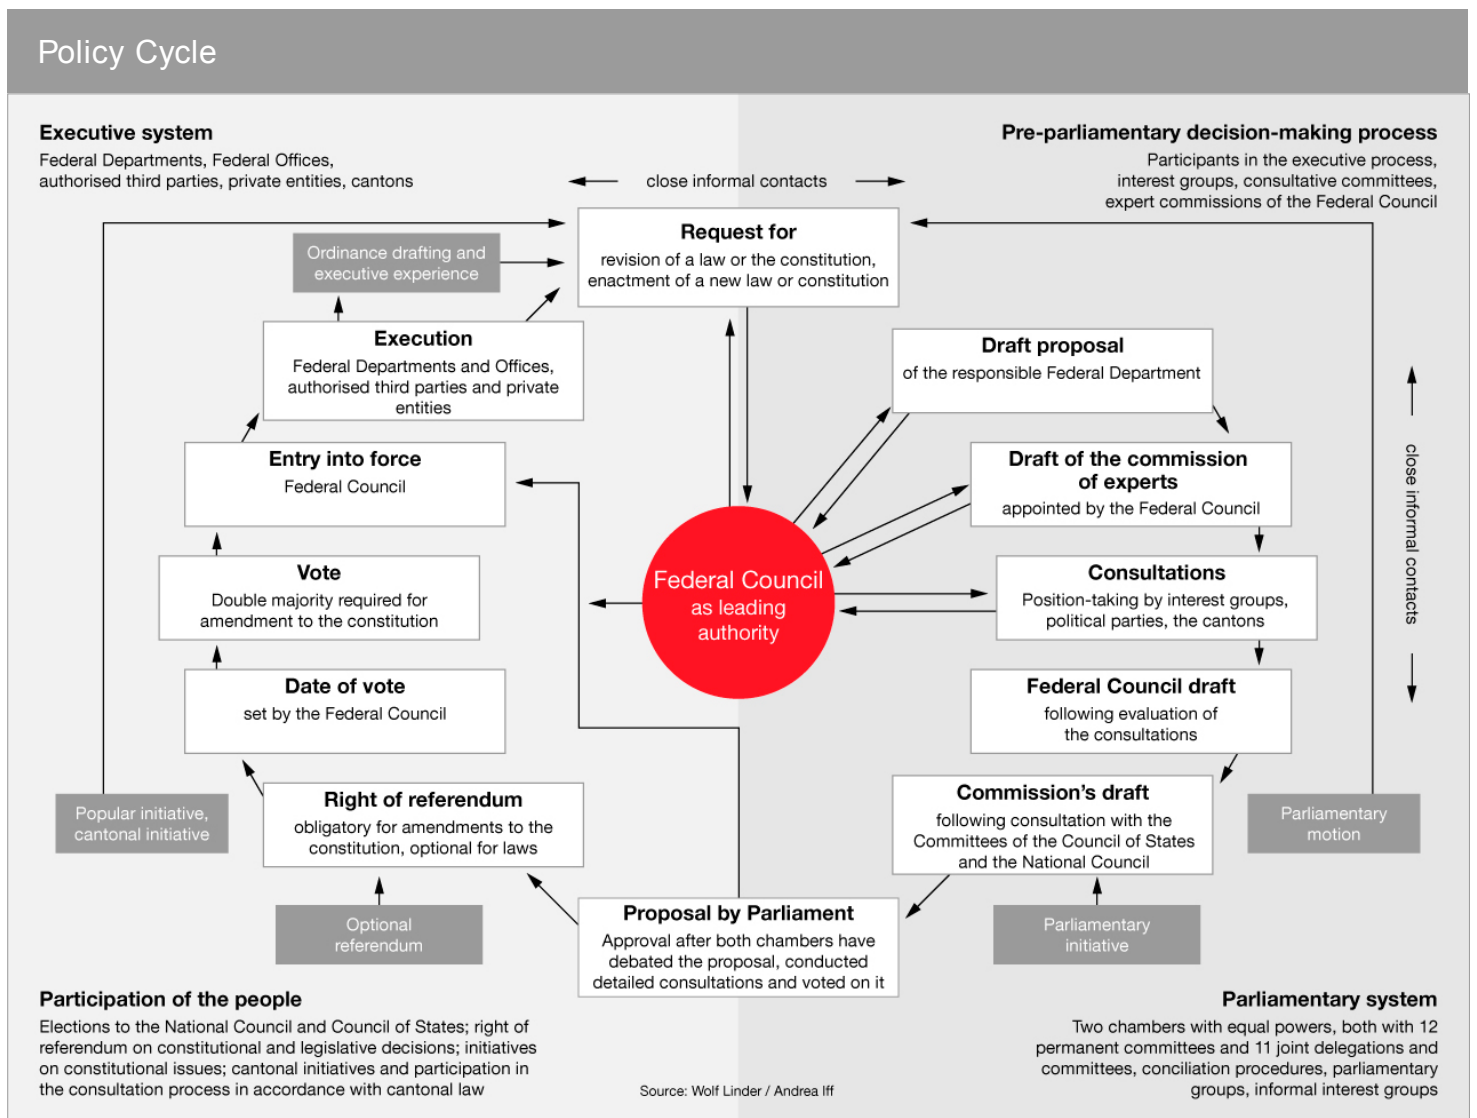 Policy Cycle
Executive system
Federal Departments, Federal Offices,
authorised third parties, private entities, cantons
Pre-parliamentary decision-making process
Participants in the executive process,
interest groups, consultative committees,
expert commissions of the Federal Council
close informal contacts
Request for
revision of a law or the constitution,
enactment of a new law or constitution
Ordinance drafting and
executive experience
Execution
Federal Departments and Offices,
authorised third parties and private
entities
Draft proposal
of the responsible Federal Department
Entry into force
Federal Council
Draft of the commission
of experts
appointed by the Federal Council
close informal contacts
Vote
Double majority required for
amendment to the constitution
Federal Council
as leading
authority
Consultations
Position-taking by interest groups,
political parties, the cantons
Date of vote
set by the Federal Council
Federal Council draft
following evaluation of
the consultations
Popular initiative,
cantonal initiative
Right of referendum
obligatory for amendments to the
constitution, optional for laws
Commission's draft
following consultation with the
Committees of the Council of States
and the National Council
Parliamentary
motion
Optional
referendum
Proposal by Parliament
Approval after both chambers have
debated the proposal, conducted
detailed consultations and voted on it
Parliamentary
initiative
Participation of the people
Elections to the National Council and Council of States; right of
referendum on constitutional and legislative decisions; initiatives
on constitutional issues; cantonal initiatives and participation in
the consultation process in accordance with cantonal law
Source: Wolf Linder / Andrea Iff
Parliamentary system
Two chambers with equal powers, both with 12
permanent committees and 11 joint delegations and
committees, conciliation procedures, parliamentary
groups, informal interest groups